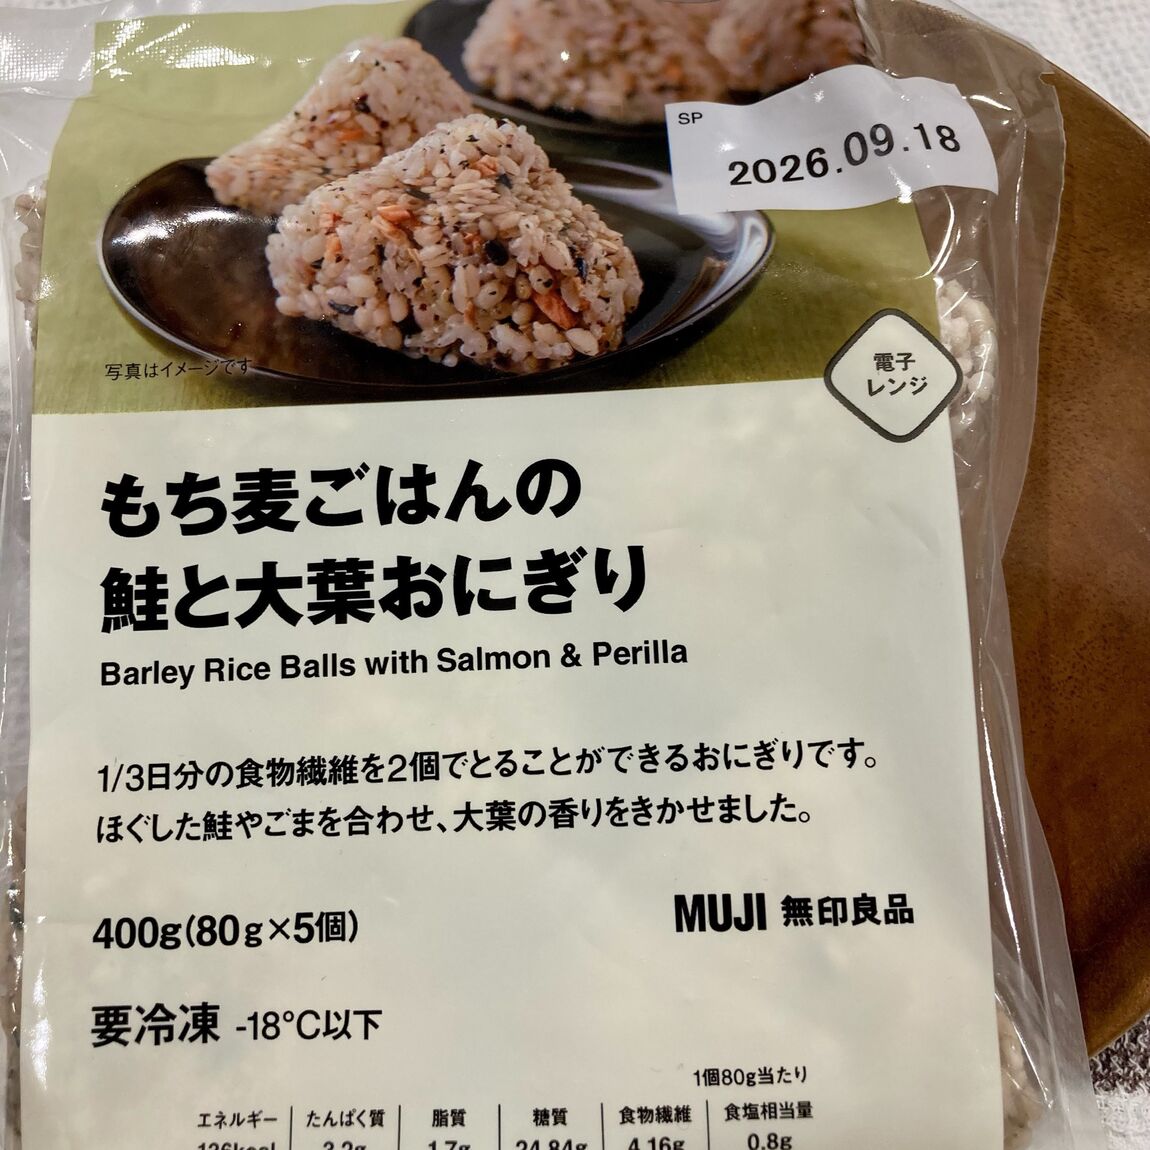 SP
2026.09.18
写真はイメージです
電子
レンジ
もち麦ごはんの
鮭と大葉おにぎり
Barley Rice Balls with Salmon & Perilla
1/3日分の食物繊維を2個でとることができるおにぎりです。
ほぐした鮭やごまを合わせ、大葉の香りをきかせました。
400g(80g×5個)
MUJI 無印良品
要冷凍 -18°C以下
1個80g当たり
エネルギー たんぱく質 脂質 糖質 食物繊維 食塩相当量
3.2g 1.7g 24.84g 4.16g 0.8g